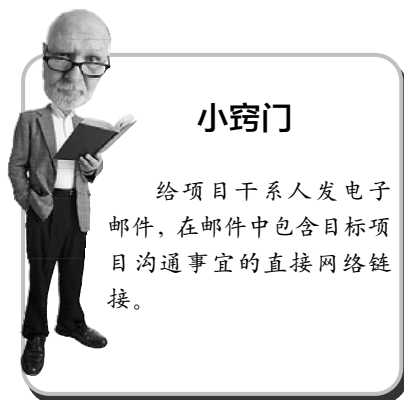 小窍门
给项目干系人发电子
邮件，在邮件中包含目标项
目沟通事宜的直接网络链
接。